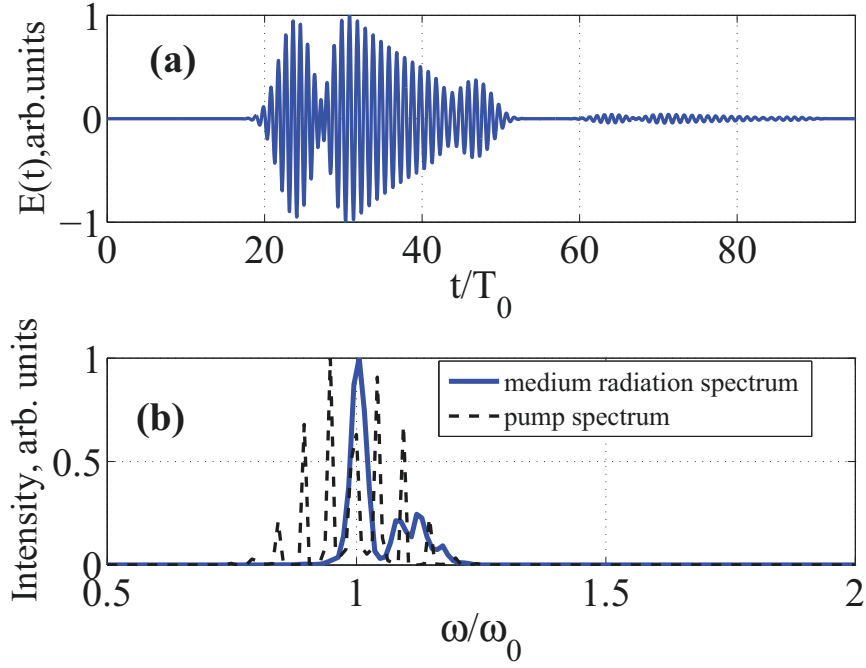 (a)
E(t),arb.units
1
0
−1
0
20
40
60
80
t/T0
(b)
Intensity, arb. units
1
0.5
0
medium radiation spectrum
pump spectrum
0.5
1
1.5
2
ω/ω0